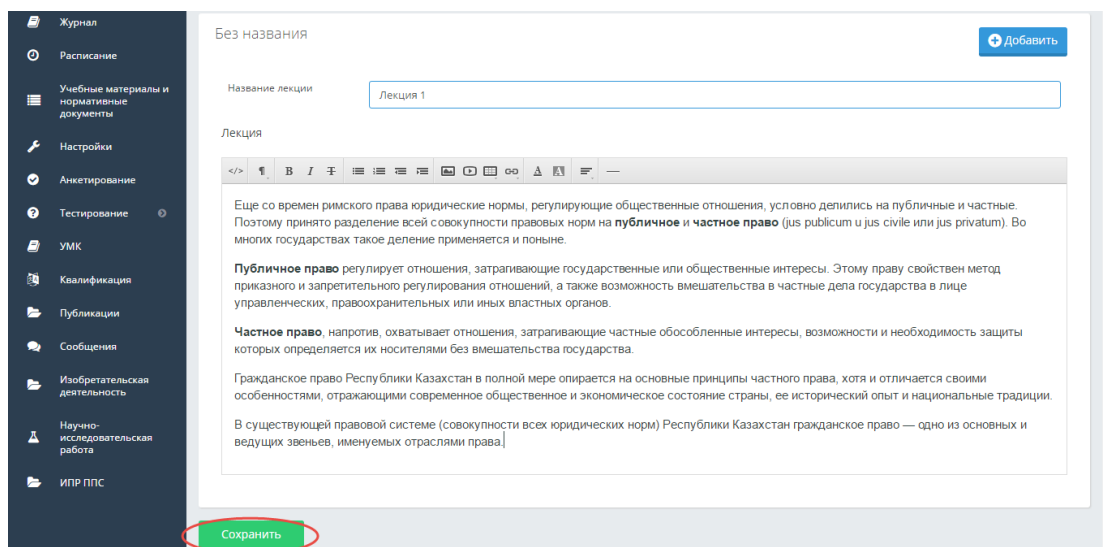 Журнал
Расписание
Учебные материалы и
нормативные
документы
Настройки
Анкетирование
Тестирование
УМК
Квалификация
Публикации
Сообщения
Изобретательская
деятельность
Научно-
исследовательская
работа
ИПР ППС
Без названия
Добавить
Название лекции
Лекция 1
Лекция
Еще со времен римского права юридические нормы, регулирующие общественные отношения, условно делились на публичные и частные.
Поэтому принято разделение всей совокупности правовых норм на публичное и частное право (jus publicum u jus civile или jus privatum). Во
многих государствах такое деление применяется и поныне.
Публичное право регулирует отношения, затрагивающие государственные или общественные интересы. Этому праву свойствен метод
приказного и запретительного регулирования отношений, а также возможность вмешательства в частные дела государства в лице
управленческих, правоохранительных или иных властных органов.
Частное право, напротив, охватывает отношения, затрагивающие частные обособленные интересы, возможности и необходимость защиты
которых определяется их носителями без вмешательства государства.
Гражданское право Республики Казахстан в полной мере опирается на основные принципы частного права, хотя и отличается своими
особенностями, отражающими современное общественное и экономическое состояние страны, ее исторический опыт и национальные традиции.
В существующей правовой системе (совокупности всех юридических норм) Республики Казахстан гражданское право — одно из основных и
ведущих звеньев, именуемых отраслями права.
Сохранить